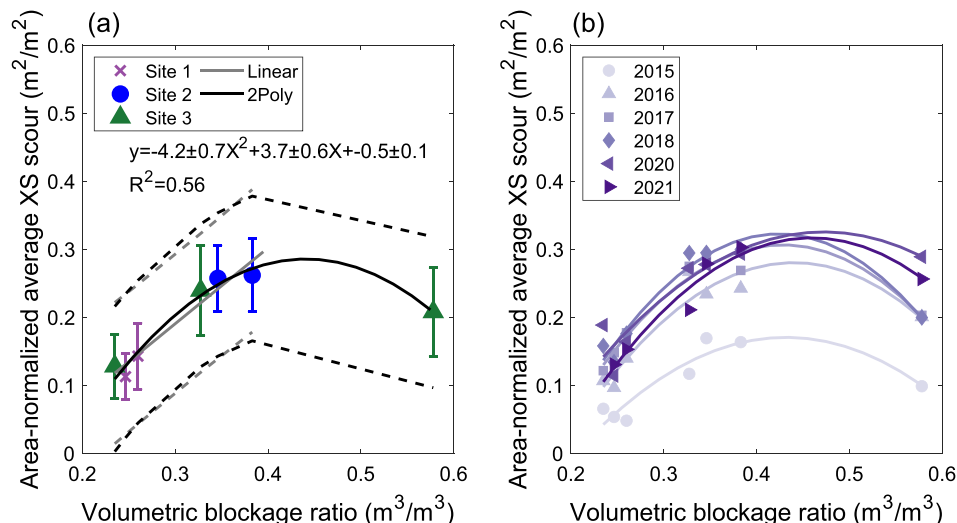 (a)
Area-normalized average XS scour (m²/m²)
0.6
0.5
0.4
0.3
0.2
0.1
0
Site 1
Site 2
Site 3
Linear
2Poly
y=-4.2±0.7X²+3.7±0.6X+-0.5±0.1
R²=0.56
0.2 0.3 0.4 0.5 0.6
Volumetric blockage ratio (m³/m³)
(b)
Area-normalized average XS scour (m²/m²)
0.6
0.5
0.4
0.3
0.2
0.1
0
2015
2016
2017
2018
2020
2021
0.2 0.3 0.4 0.5 0.6
Volumetric blockage ratio (m³/m³)